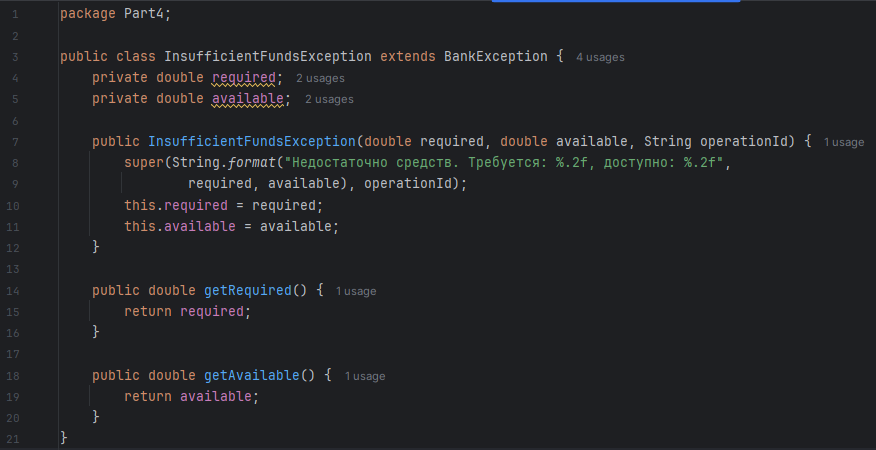 1 package Part4;
2
3 public class InsufficientFundsException extends BankException { 4 usages
4 private double required; 2 usages
5 private double available; 2 usages
6
7 public InsufficientFundsException(double required, double available, String operationId) { 1 usage
8 super(String.format("Недостаточно средств. Требуется: %.2f, доступно: %.2f",
9 required, available), operationId);
10 this.required = required;
11 this.available = available;
12 }
13
14 public double getRequired() { 1 usage
15 return required;
16 }
17
18 public double getAvailable() { 1 usage
19 return available;
20 }
21 }